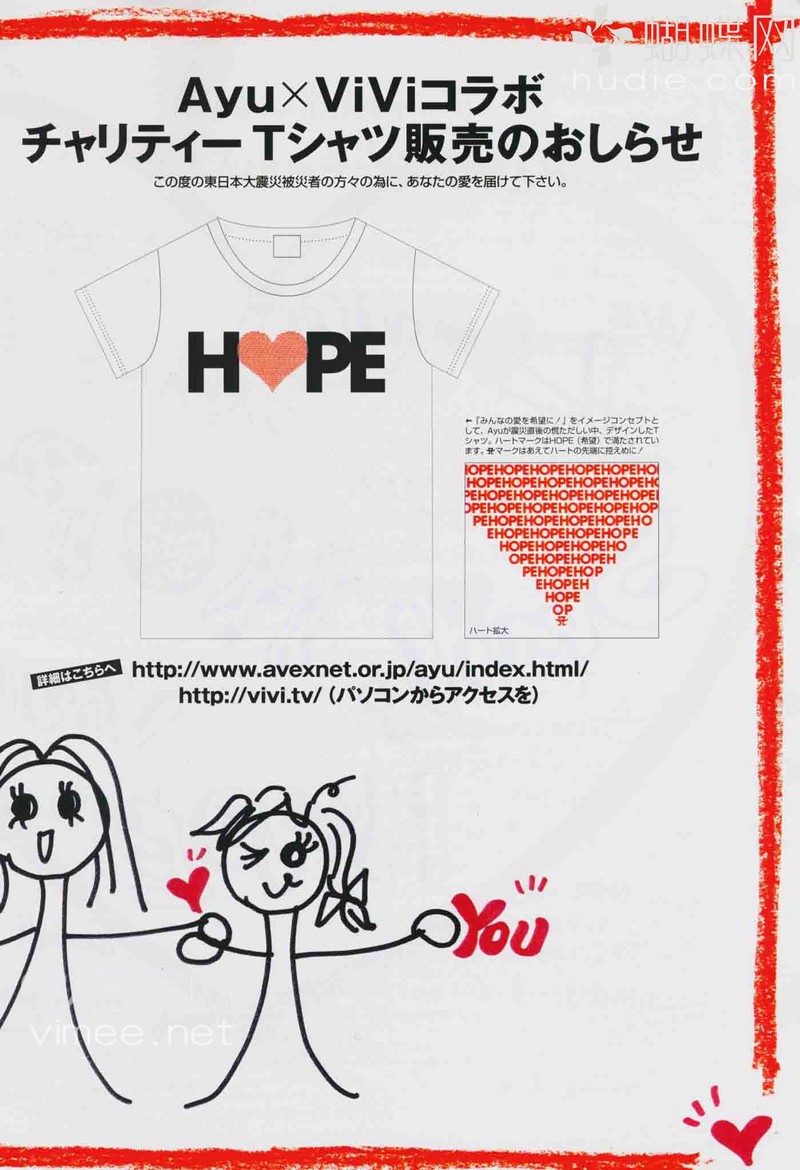 蝴蝶网
hudie.com
Ayu×ViViコラボ
チャリティーTシャツ販売のおしらせ
この度の東日本大震災被災者の方々の為に、あなたの愛を届けて下さい。
H PE
←「みんなの愛を希望に!」をイメージコンセプトと
して、Ayuが震災直後の慌ただしい中、デザインしたT
シャツ。ハートマークはHOPE(希望)で満たされてい
ます。マークはあえてハートの先端に控えめに!
HOPEHOPEHOPEHOPEHOPEHO
HOPEHOPEHOPEHOPEHOPEHO
PEHOPEHOPEHOPEHOPEHOPE
OPEHOPEHOPEHOPEHOPEHOP
PEHOPEHOPEHOPEHOPEHO
EHOPEHOPEHOPEHOPE
HOPEHOPEHOPEHO
OPEHOPEHOPEH
PEHOPEHOP
EHOPEH
HOPE
OP
ハート拡大
詳細はこちらへ http://www.avexnet.or.jp/ayu/index.html/
http://vivi.tv/(パソコンからアクセスを)
You
vimee.net